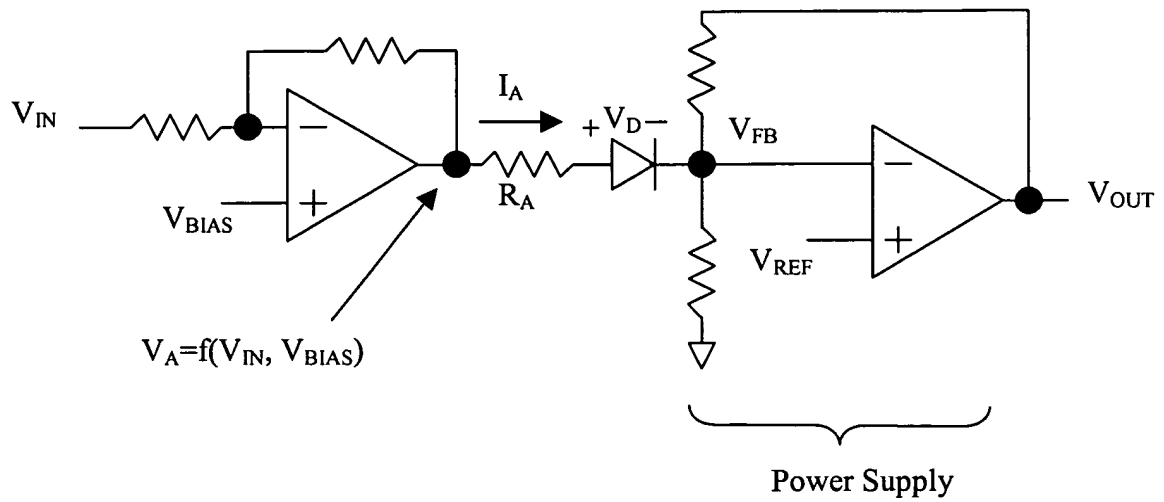 V_IN
−
+
V_BIAS
I_A
+ V_D −
R_A
V_A=f(V_IN, V_BIAS)
V_FB
−
+
V_REF
V_OUT
Power Supply